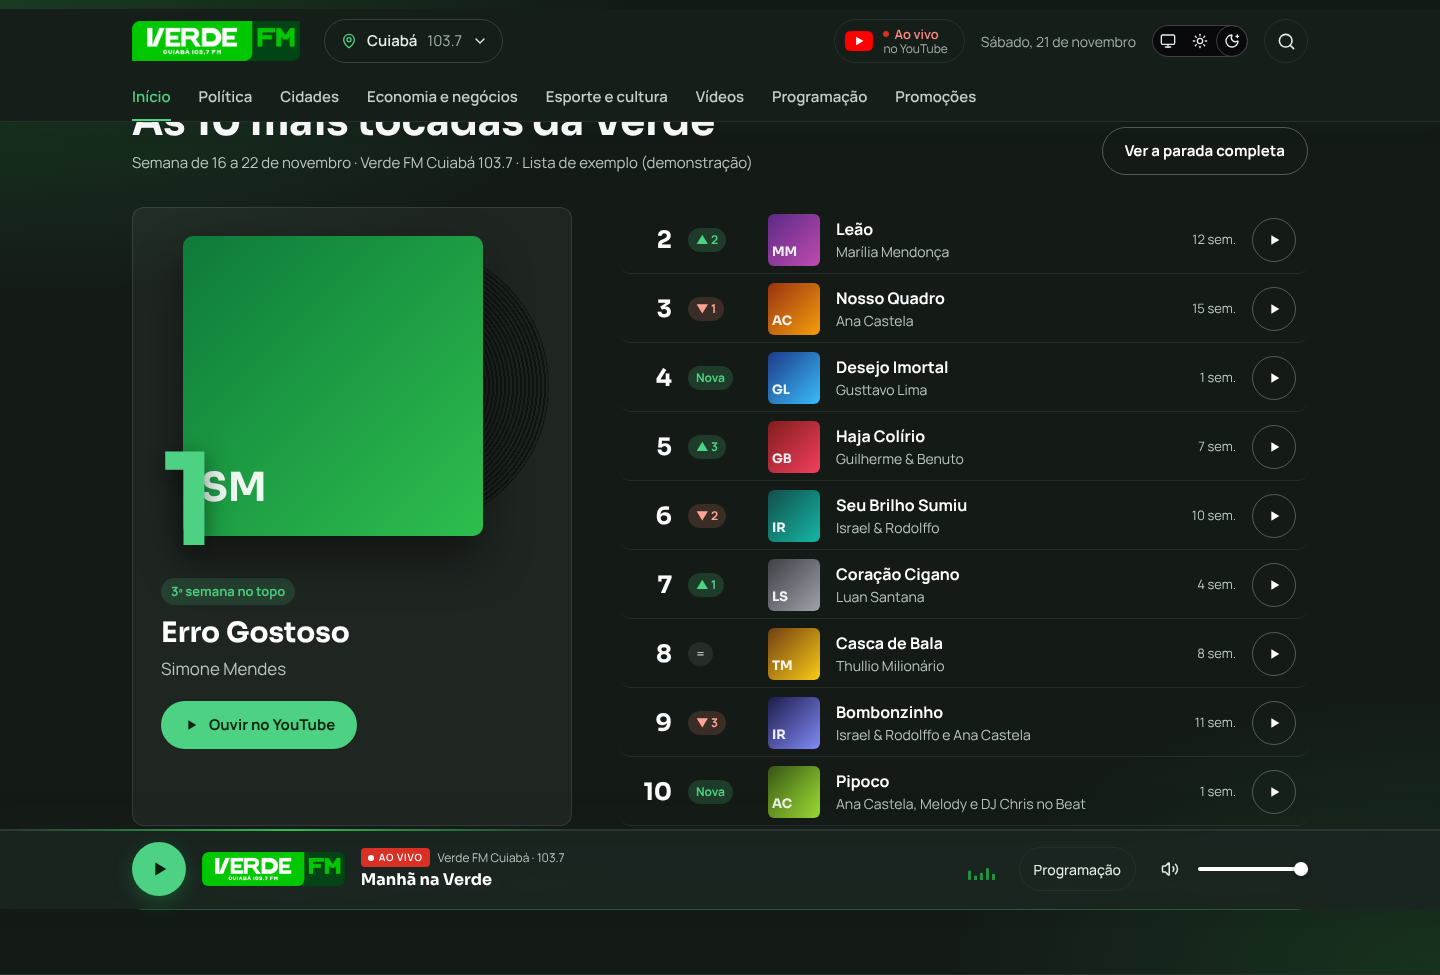 VERDE FM
CUIABÁ 103.7 FM
Cuiabá 103.7
Ao vivo
no YouTube
Sábado, 21 de novembro
Início Política Cidades Economia e negócios Esporte e cultura Vídeos Programação Promoções
As 10 mais tocadas da Verde
Semana de 16 a 22 de novembro · Verde FM Cuiabá 103.7 · Lista de exemplo (demonstração)
Ver a parada completa
SM
1
3ª semana no topo
Erro Gostoso
Simone Mendes
Ouvir no YouTube
2 ▲ 2 MM Leão 12 sem.
Marília Mendonça
3 ▼ 1 AC Nosso Quadro 15 sem.
Ana Castela
4 Nova GL Desejo Imortal 1 sem.
Gusttavo Lima
5 ▲ 3 GB Haja Colírio 7 sem.
Guilherme & Benuto
6 ▼ 2 IR Seu Brilho Sumiu 10 sem.
Israel & Rodolffo
7 ▲ 1 LS Coração Cigano 4 sem.
Luan Santana
8 = TM Casca de Bala 8 sem.
Thullio Milionário
9 ▼ 3 IR Bombonzinho 11 sem.
Israel & Rodolffo e Ana Castela
10 Nova AC Pipoco 1 sem.
Ana Castela, Melody e DJ Chris no Beat
VERDE FM
CUIABÁ 103.7 FM
AO VIVO Verde FM Cuiabá · 103.7
Manhã na Verde
Programação